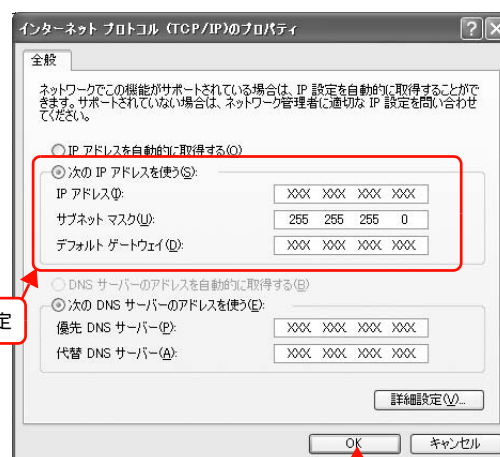 インターネット プロトコル (TCP/IP)のプロパティ
全般
ネットワークでこの機能がサポートされている場合は、IP 設定を自動的に取得することがで
きます。サポートされていない場合は、ネットワーク管理者に適切な IP 設定を問い合わせ
てください。
IP アドレスを自動的に取得する(O)
次の IP アドレスを使う(S):
IP アドレス(I): XXX XXX XXX XXX
サブネット マスク(U): 255 255 255 0
デフォルト ゲートウェイ(D): XXX XXX XXX XXX
DNS サーバーのアドレスを自動的に取得する(B)
次の DNS サーバーのアドレスを使う(E):
定
優先 DNS サーバー(P): XXX XXX XXX XXX
代替 DNS サーバー(A): XXX XXX XXX XXX
詳細設定(V)...
OK キャンセル